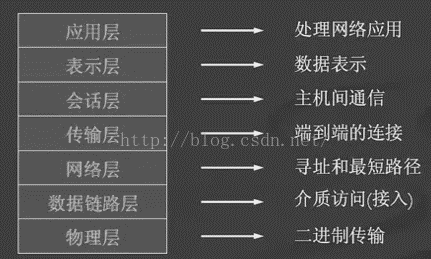 应用层 处理网络应用
表示层 数据表示
会话层 主机间通信
传输层 端到端的连接
http://blog.csdn.net/
网络层 寻址和最短路径
数据链路层 介质访问(接入)
物理层 二进制传输